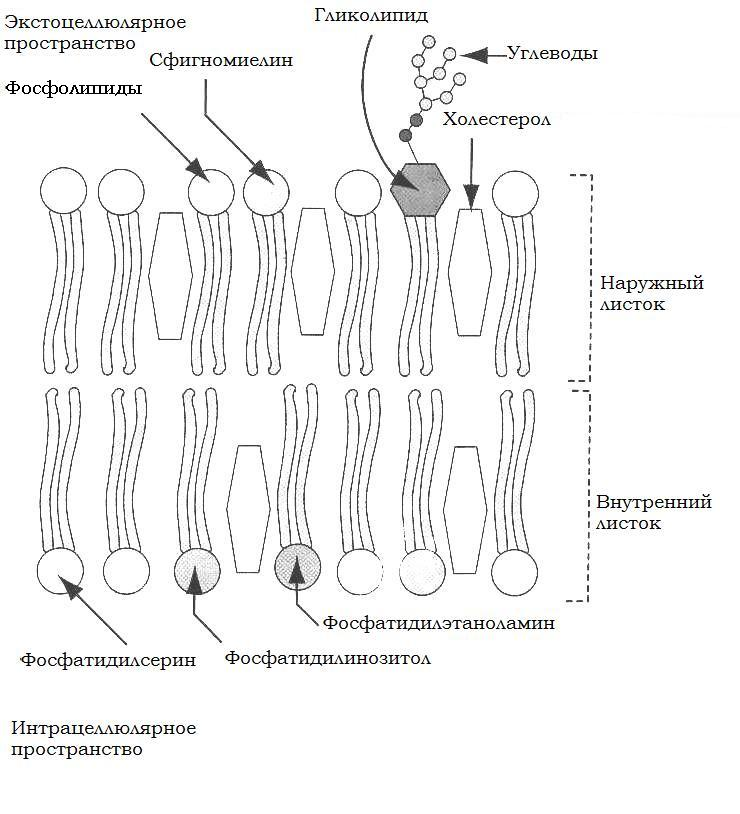 Экстоцеллюлярное
пространство
Гликолипид
Углеводы
Сфигномиелин
Фосфолипиды
Холестерол
Наружный
листок
Внутренний
листок
Фосфатидилэтаноламин
Фосфатидилсерин
Фосфатидилинозитол
Интрацеллюлярное
пространство